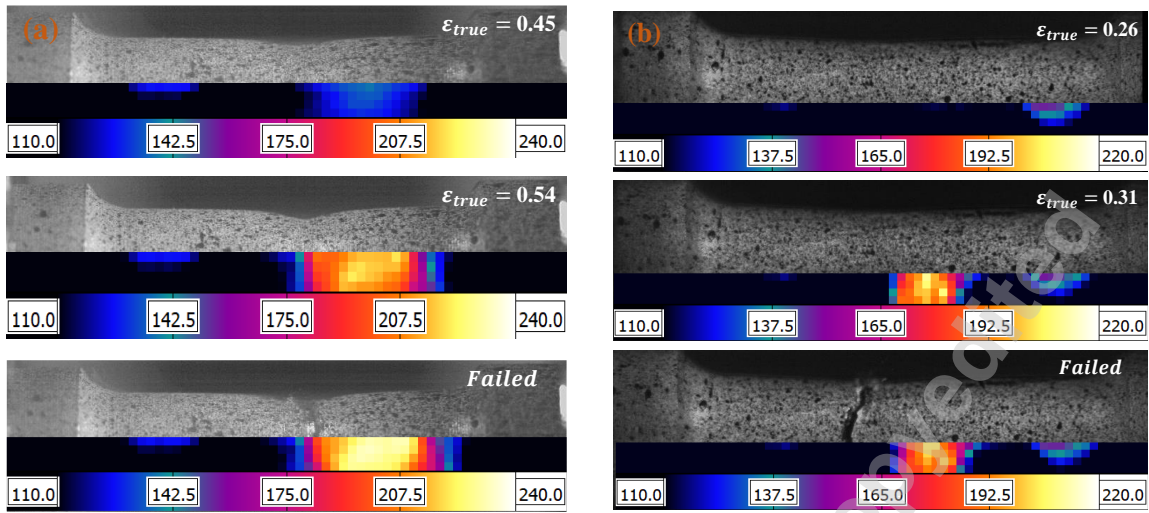 (a)
ε_true = 0.45
110.0 142.5 175.0 207.5 240.0
ε_true = 0.54
110.0 142.5 175.0 207.5 240.0
Failed
110.0 142.5 175.0 207.5 240.0
(b)
ε_true = 0.26
110.0 137.5 165.0 192.5 220.0
ε_true = 0.31
110.0 137.5 165.0 192.5 220.0
Failed
110.0 137.5 165.0 192.5 220.0
pyedited